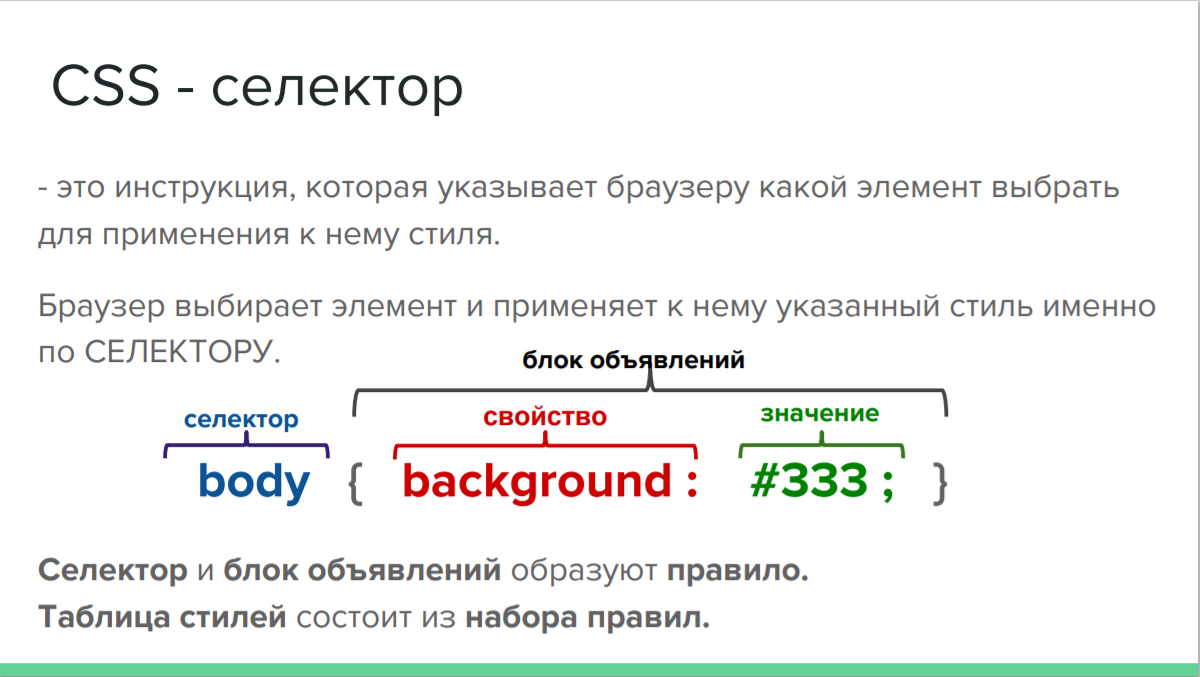 CSS - селектор
- это инструкция, которая указывает браузеру какой элемент выбрать
для применения к нему стиля.
Браузер выбирает элемент и применяет к нему указанный стиль именно
по СЕЛЕКТОРУ.
блок объявлений
селектор свойство значение
body { background : #333 ; }
Селектор и блок объявлений образуют правило.
Таблица стилей состоит из набора правил.